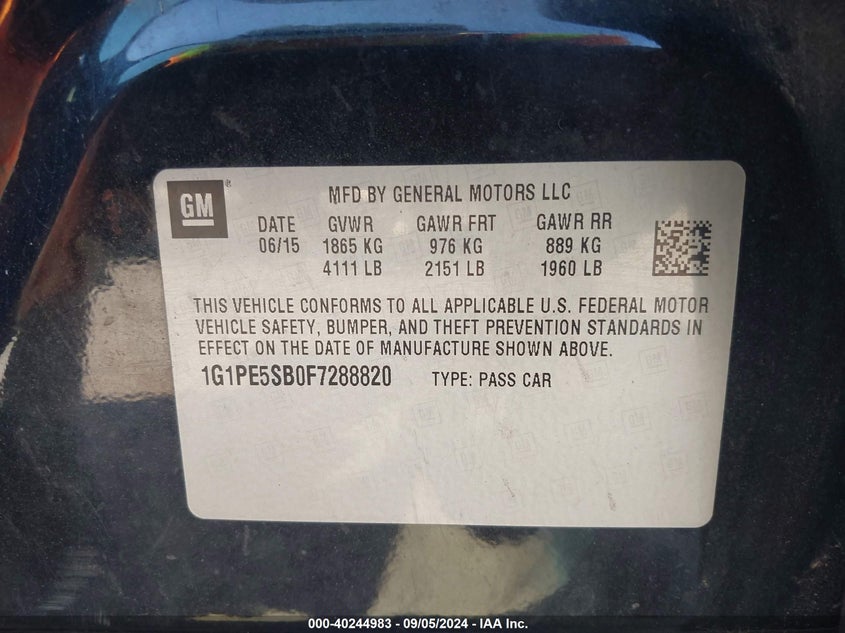 GM ® MFD BY GENERAL MOTORS LLC
DATE GVWR GAWR FRT GAWR RR
06/15 1865 KG 976 KG 889 KG
4111 LB 2151 LB 1960 LB
THIS VEHICLE CONFORMS TO ALL APPLICABLE U.S. FEDERAL MOTOR
VEHICLE SAFETY, BUMPER, AND THEFT PREVENTION STANDARDS IN
EFFECT ON THE DATE OF MANUFACTURE SHOWN ABOVE.
1G1PE5SB0F7288820 TYPE: PASS CAR
000-40244983 - 09/05/2024 - IAA Inc.